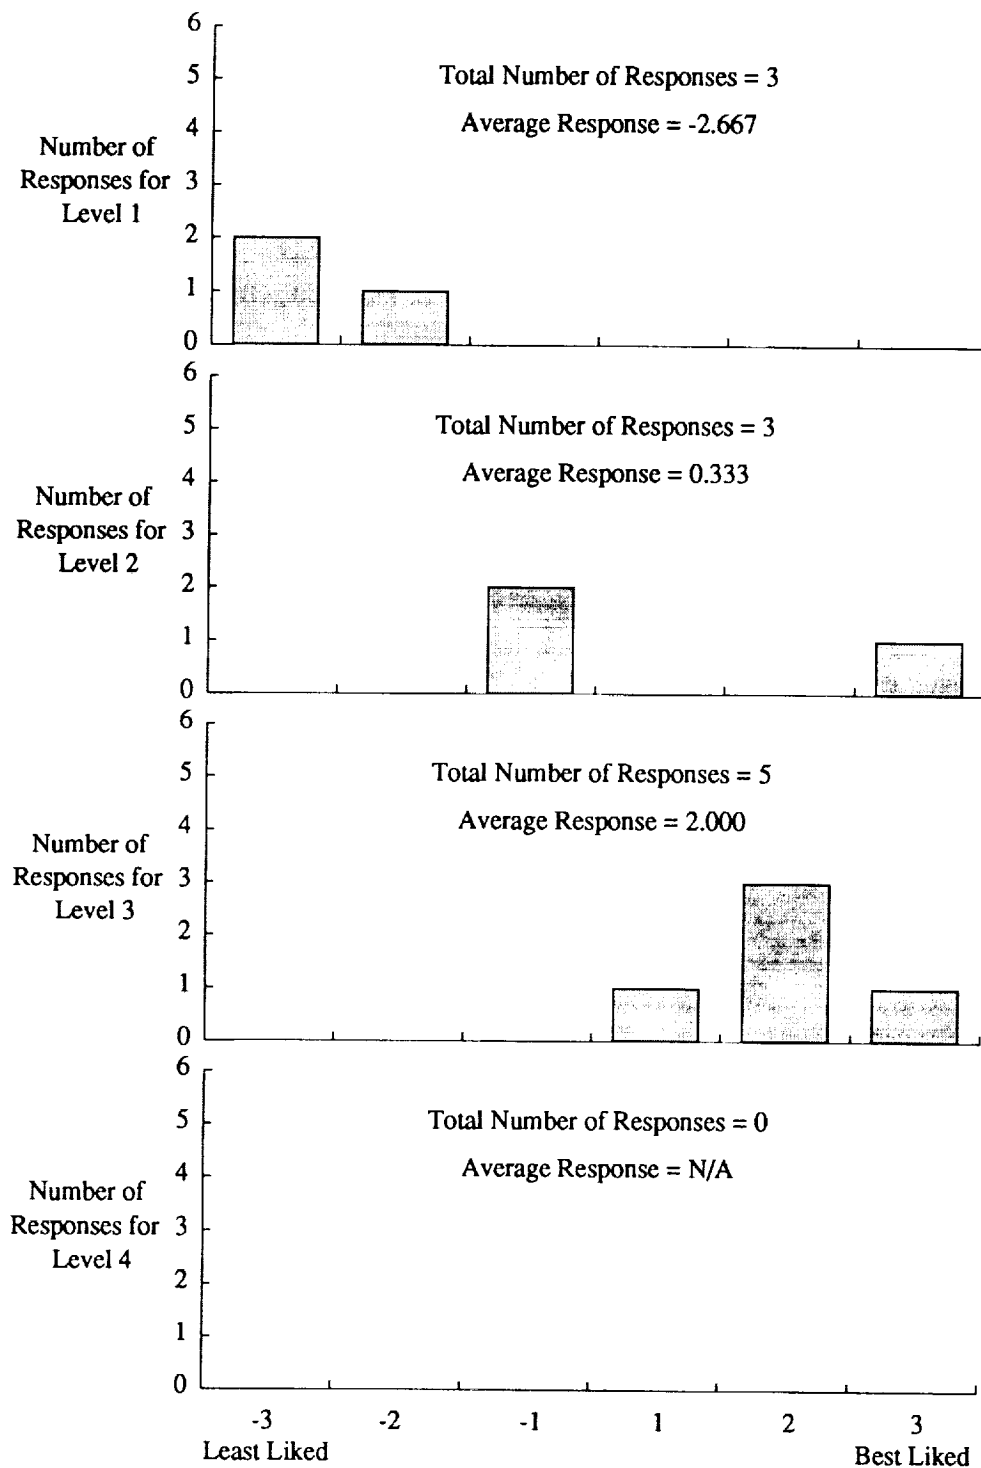 6
5
Total Number of Responses = 3
4
Average Response = -2.667
Number of
Responses for
Level 1
3
2
1
0
6
5
Total Number of Responses = 3
4
Average Response = 0.333
Number of
Responses for
Level 2
3
2
1
0
6
5
Total Number of Responses = 5
4
Average Response = 2.000
Number of
Responses for
Level 3
3
2
1
0
6
5
Total Number of Responses = 0
4
Average Response = N/A
Number of
Responses for
Level 4
3
2
1
0
-3 -2 -1 1 2 3
Least Liked Best Liked